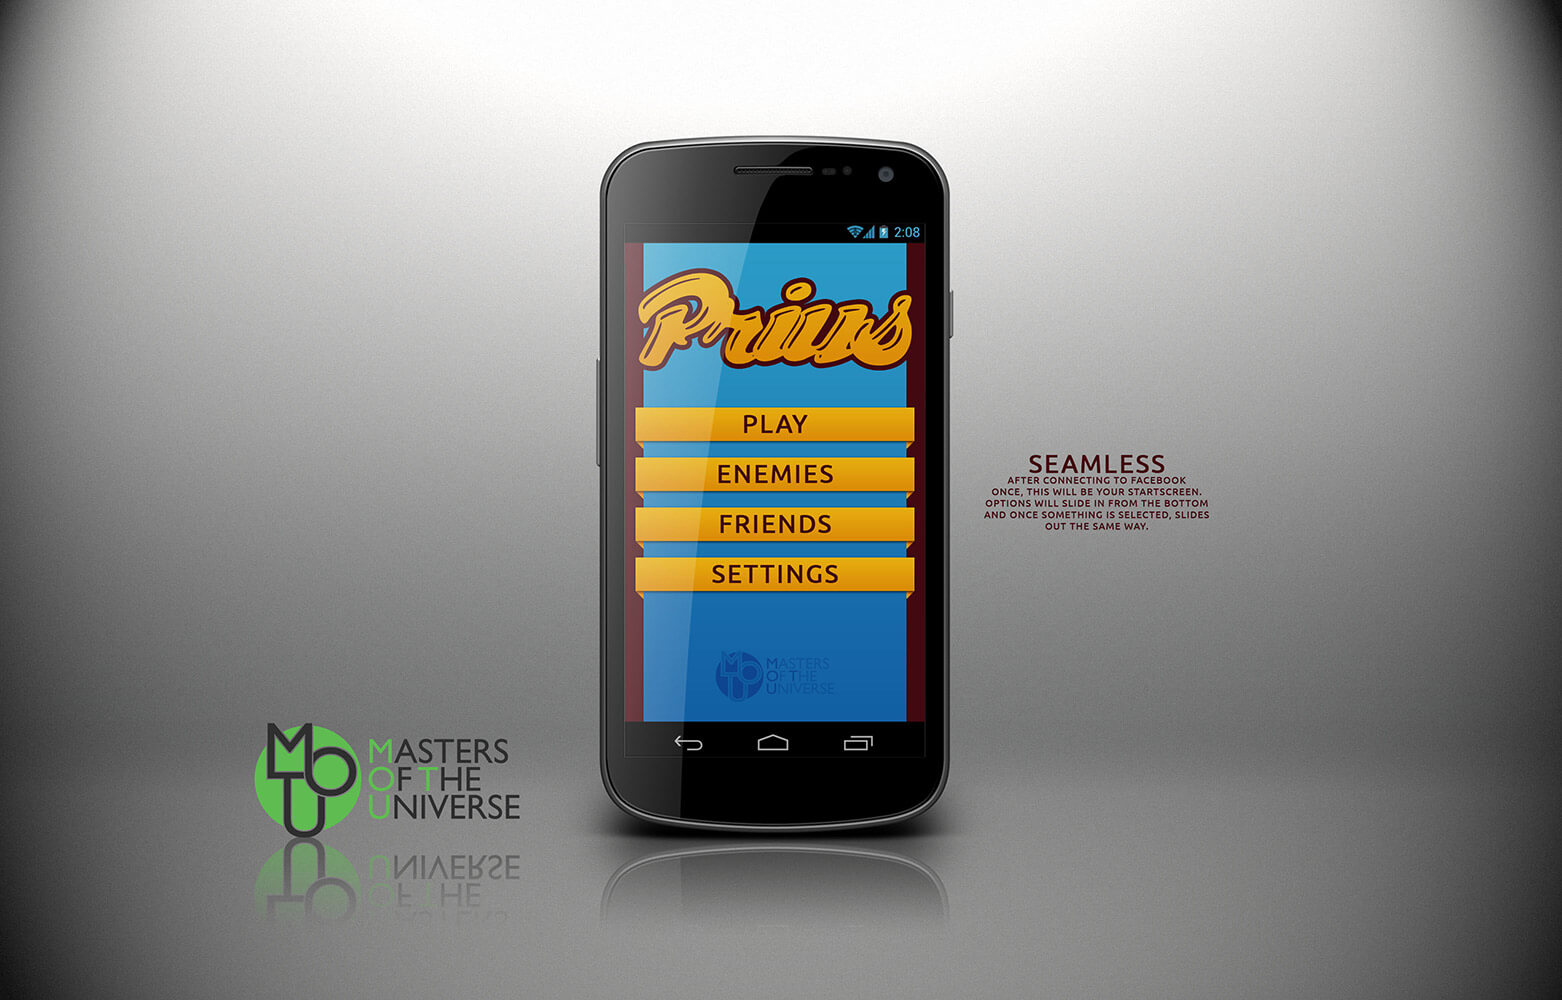 2:08
Prius
PLAY
ENEMIES
FRIENDS
SETTINGS
MASTERS
OF THE
UNIVERSE
SEAMLESS
AFTER CONNECTING TO FACEBOOK
ONCE, THIS WILL BE YOUR STARTSCREEN.
OPTIONS WILL SLIDE IN FROM THE BOTTOM
AND ONCE SOMETHING IS SELECTED, SLIDES
OUT THE SAME WAY.
MOTU
MASTERS
OF THE
UNIVERSE